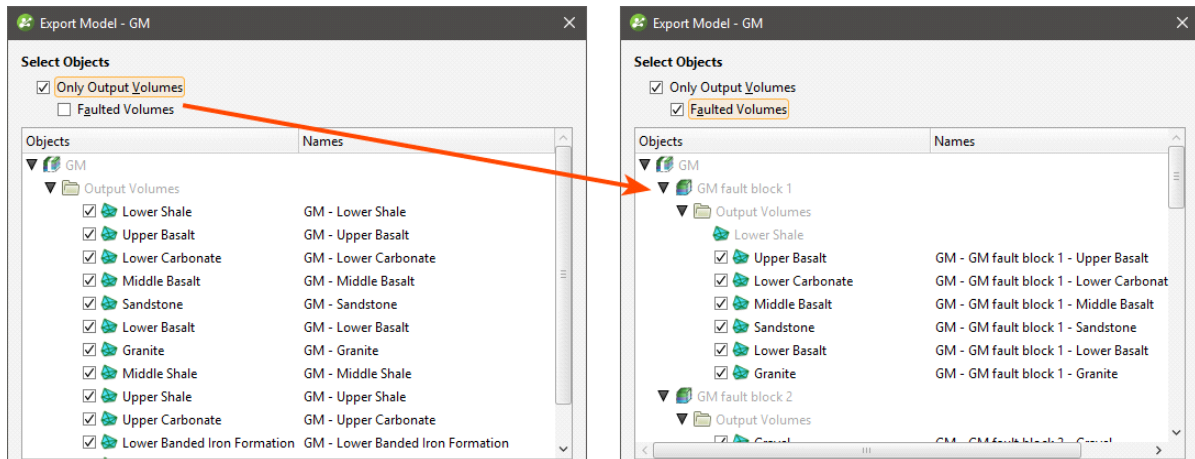 Export Model - GM
Select Objects
Only Output Volumes
Faulted Volumes
Objects Names
GM
Output Volumes
Lower Shale GM - Lower Shale
Upper Basalt GM - Upper Basalt
Lower Carbonate GM - Lower Carbonate
Middle Basalt GM - Middle Basalt
Sandstone GM - Sandstone
Lower Basalt GM - Lower Basalt
Granite GM - Granite
Middle Shale GM - Middle Shale
Upper Shale GM - Upper Shale
Upper Carbonate GM - Upper Carbonate
Lower Banded Iron Formation GM - Lower Banded Iron Formation
Export Model - GM
Select Objects
Only Output Volumes
Faulted Volumes
Objects Names
GM
GM fault block 1
Output Volumes
Lower Shale
Upper Basalt GM - GM fault block 1 - Upper Basalt
Lower Carbonate GM - GM fault block 1 - Lower Carbonat
Middle Basalt GM - GM fault block 1 - Middle Basalt
Sandstone GM - GM fault block 1 - Sandstone
Lower Basalt GM - GM fault block 1 - Lower Basalt
Granite GM - GM fault block 1 - Granite
GM fault block 2
Output Volumes